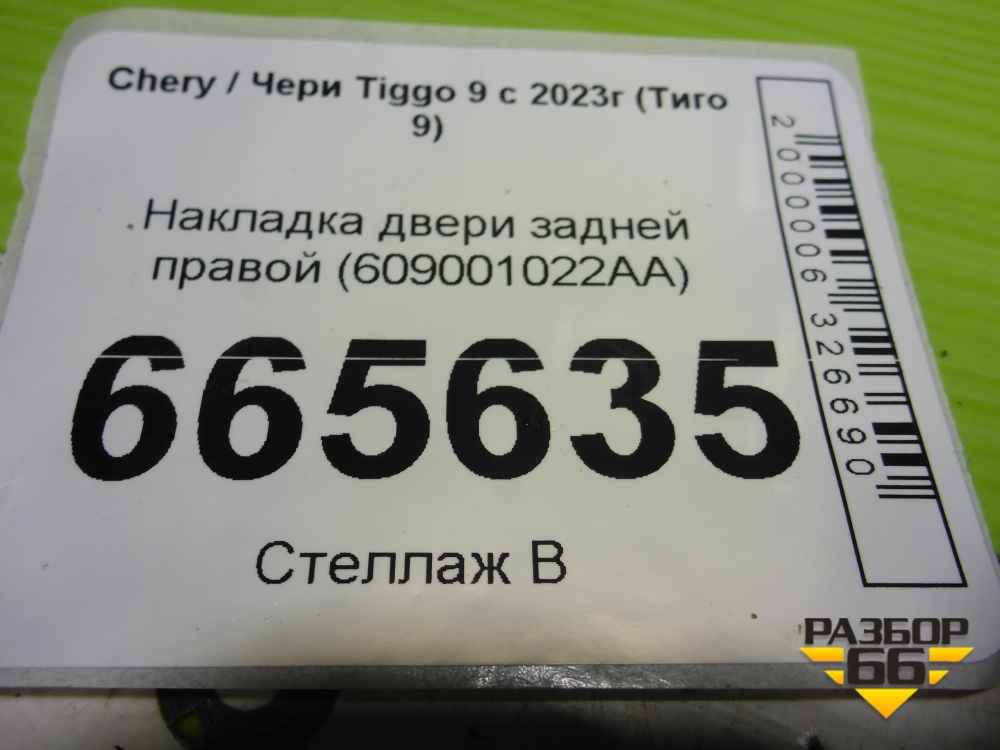 Chery / Чери Tiggo 9 с 2023г (Тиго
9)
.Накладка двери задней
правой (609001022AA)
665635
Стеллаж В
2000006326690
РАЗБОР
66